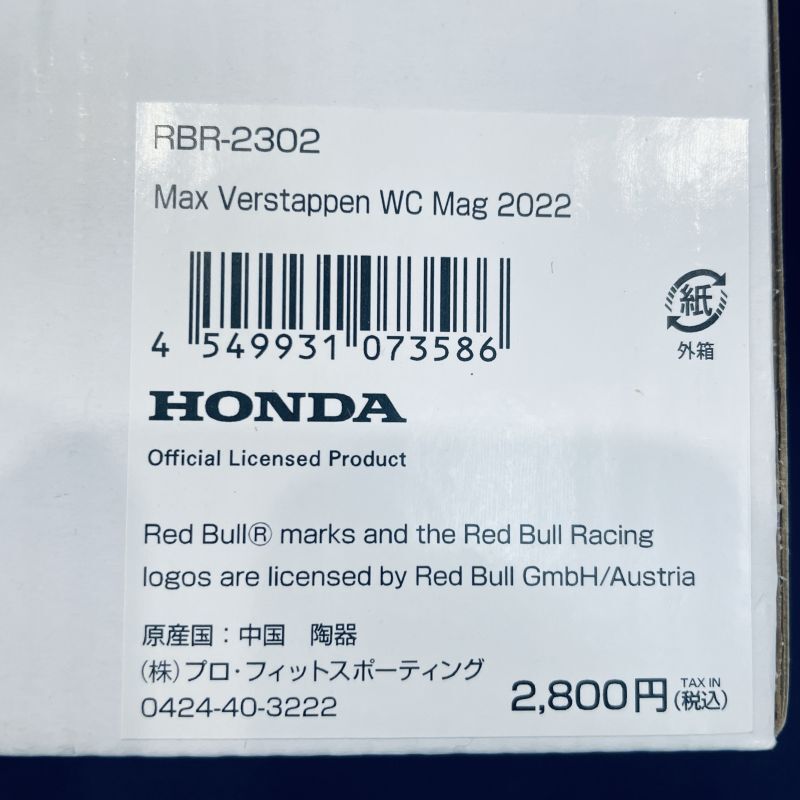 RBR-2302
Max Verstappen WC Mag 2022
4 549931 073586
紙
外箱
HONDA
Official Licensed Product
Red Bull® marks and the Red Bull Racing
logos are licensed by Red Bull GmbH/Austria
原産国：中国　陶器
(株)プロ・フィットスポーティング
0424-40-3222
2,800円 TAX IN (税込)